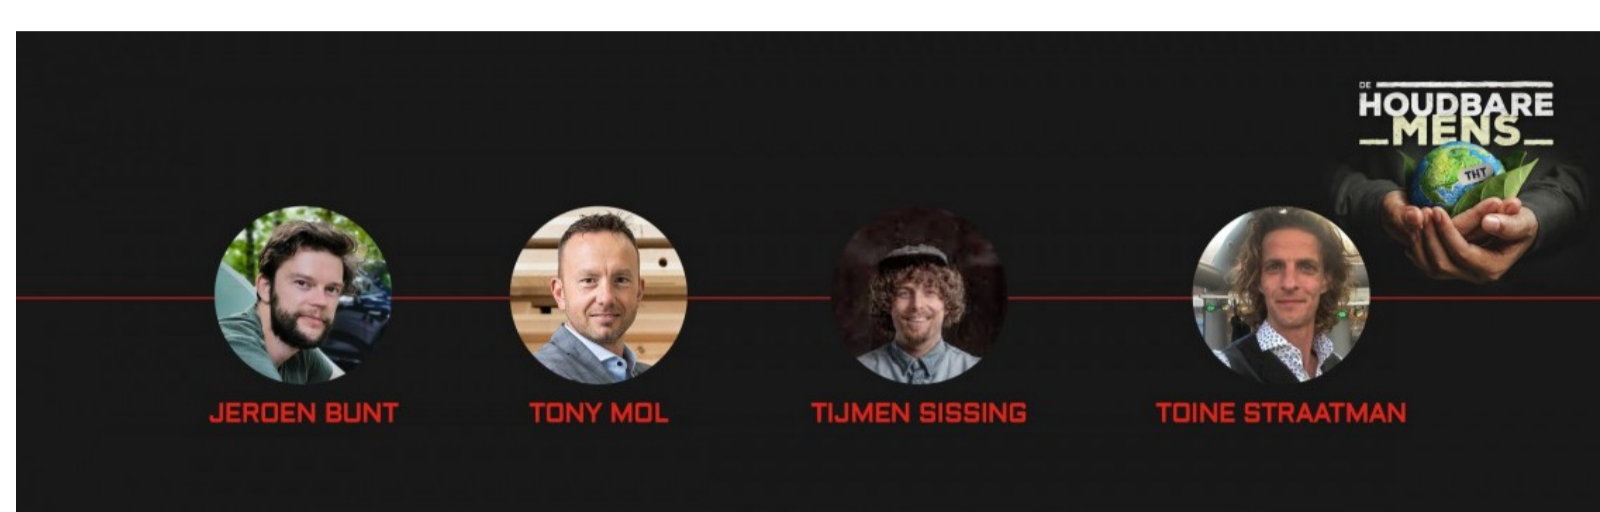 DE
HOUDBARE
MENS
THT
JEROEN BUNT
TONY MOL
TIJMEN SISSING
TOINE STRAATMAN